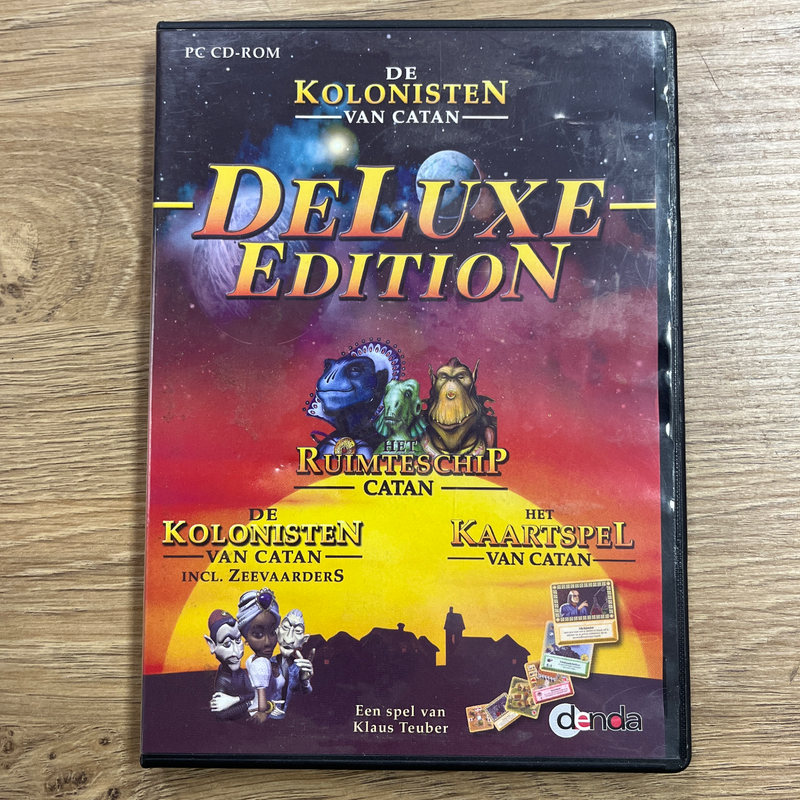 PC CD-ROM
DE
KOLONISTEN
VAN CATAN
DELUXE
EDITION
HET
RUIMTESCHIP
CATAN
DE
KOLONISTEN
VAN CATAN
INCL. ZEEVAARDERS
HET
KAARTSPEL
VAN CATAN
Een spel van
Klaus Teuber
denda